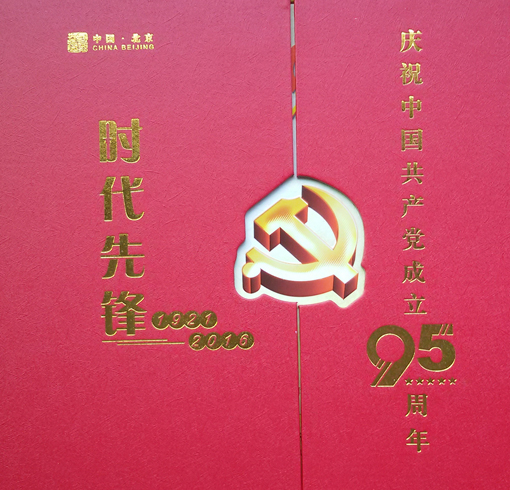 中国·北京
CHINA BEIJING
时代先锋
1921
2016
庆祝中国共产党成立
95
周年